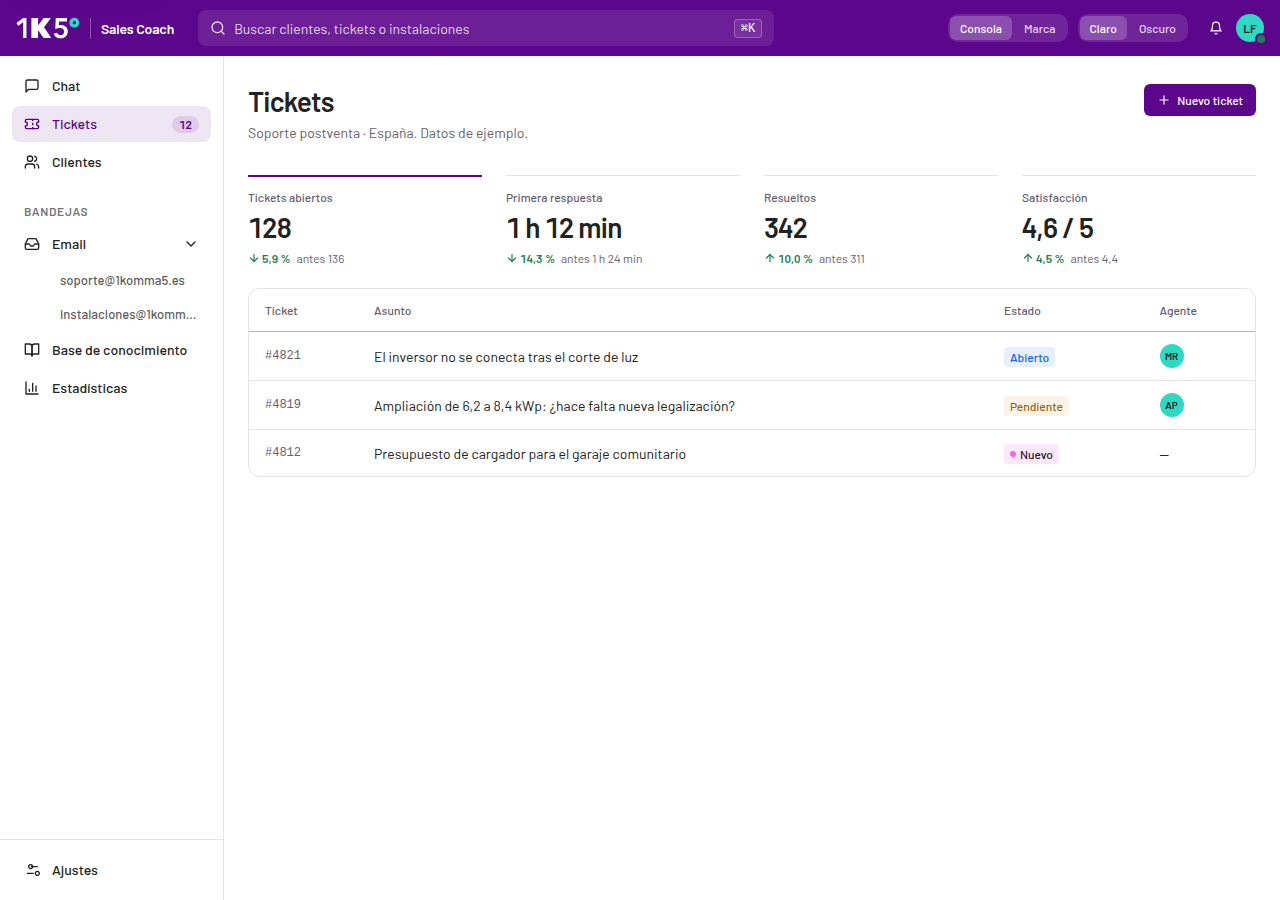 1K5°
Sales Coach
Buscar clientes, tickets o instalaciones
⌘K
Consola
Marca
Claro
Oscuro
LF
Chat
Tickets
12
Clientes
BANDEJAS
Email
soporte@1komma5.es
instalaciones@1komm...
Base de conocimiento
Estadísticas
Ajustes
Tickets
Nuevo ticket
Soporte postventa · España. Datos de ejemplo.
Tickets abiertos
128
↓ 5,9 % antes 136
Primera respuesta
1 h 12 min
↓ 14,3 % antes 1 h 24 min
Resueltos
342
↑ 10,0 % antes 311
Satisfacción
4,6 / 5
↑ 4,5 % antes 4,4
Ticket Asunto Estado Agente
#4821 El inversor no se conecta tras el corte de luz Abierto MR
#4819 Ampliación de 6,2 a 8,4 kWp: ¿hace falta nueva legalización? Pendiente AP
#4812 Presupuesto de cargador para el garaje comunitario Nuevo —